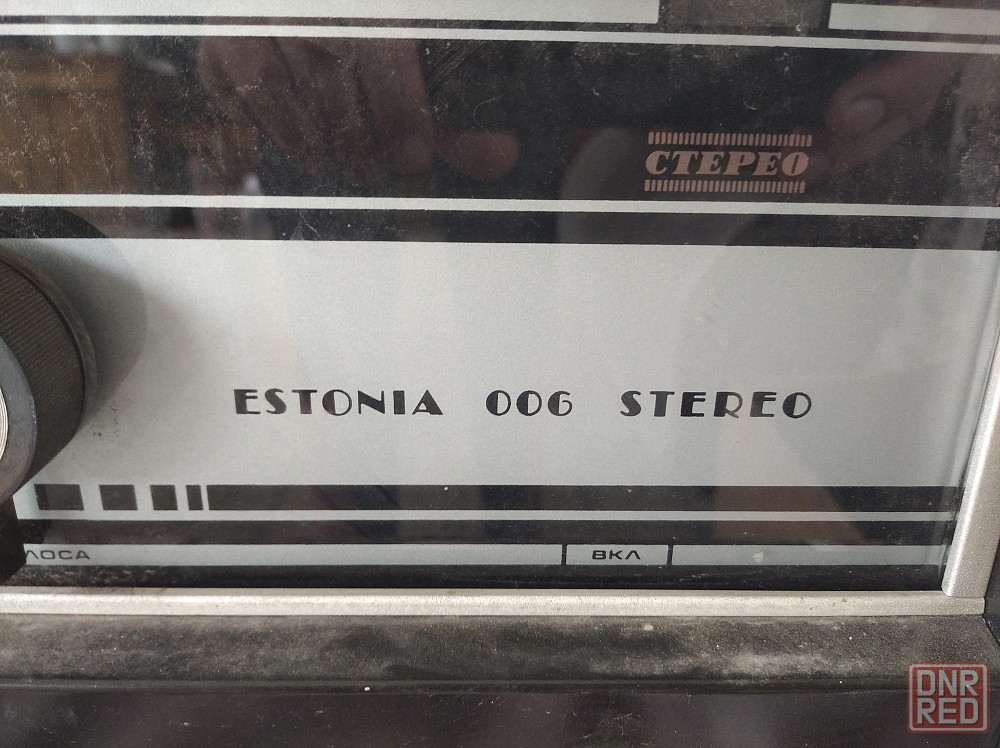 СТЕРЕО
ESTONIA 006 STEREO
ЛОСА ВКЛ
DNR
RED